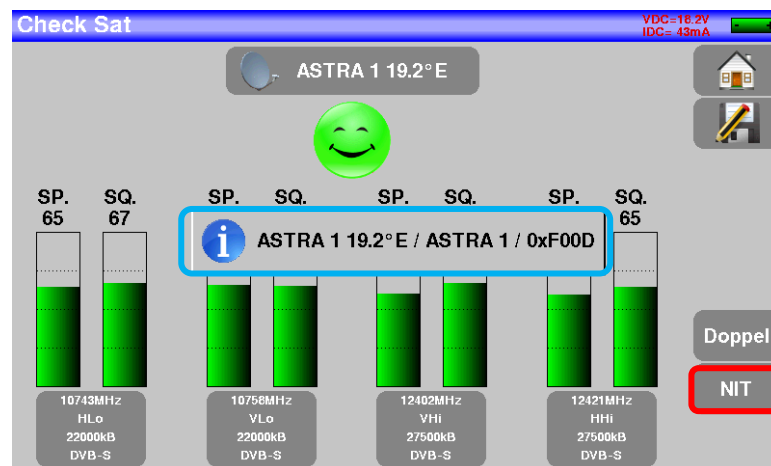 Check Sat
VDC=18.2V
IDC= 43mA
ASTRA 1 19.2° E
SP. SQ. SP. SQ. SP. SQ. SP. SQ.
65 67 65
i ASTRA 1 19.2°E / ASTRA 1 / 0xF00D
Doppel
NIT
10743MHz
HLo
22000kB
DVB-S
10758MHz
VLo
22000kB
DVB-S
12402MHz
VHi
27500kB
DVB-S
12421MHz
HHi
27500kB
DVB-S